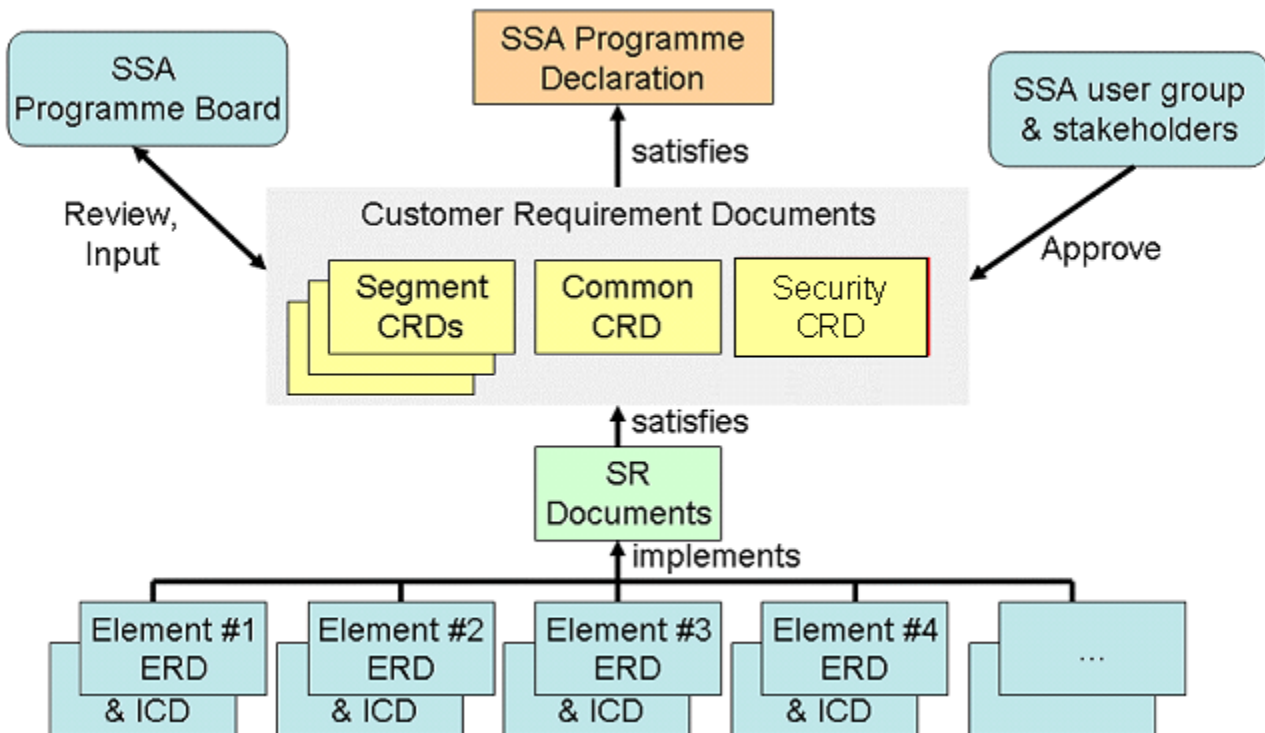 SSA Programme
Declaration
SSA
Programme Board
SSA user group
& stakeholders
satisfies
Review,
Input
Customer Requirement Documents
Approve
Segment
CRDs
Common
CRD
Security
CRD
satisfies
SR
Documents
implements
Element #1
ERD
& ICD
Element #2
ERD
& ICD
Element #3
ERD
& ICD
Element #4
ERD
& ICD
...